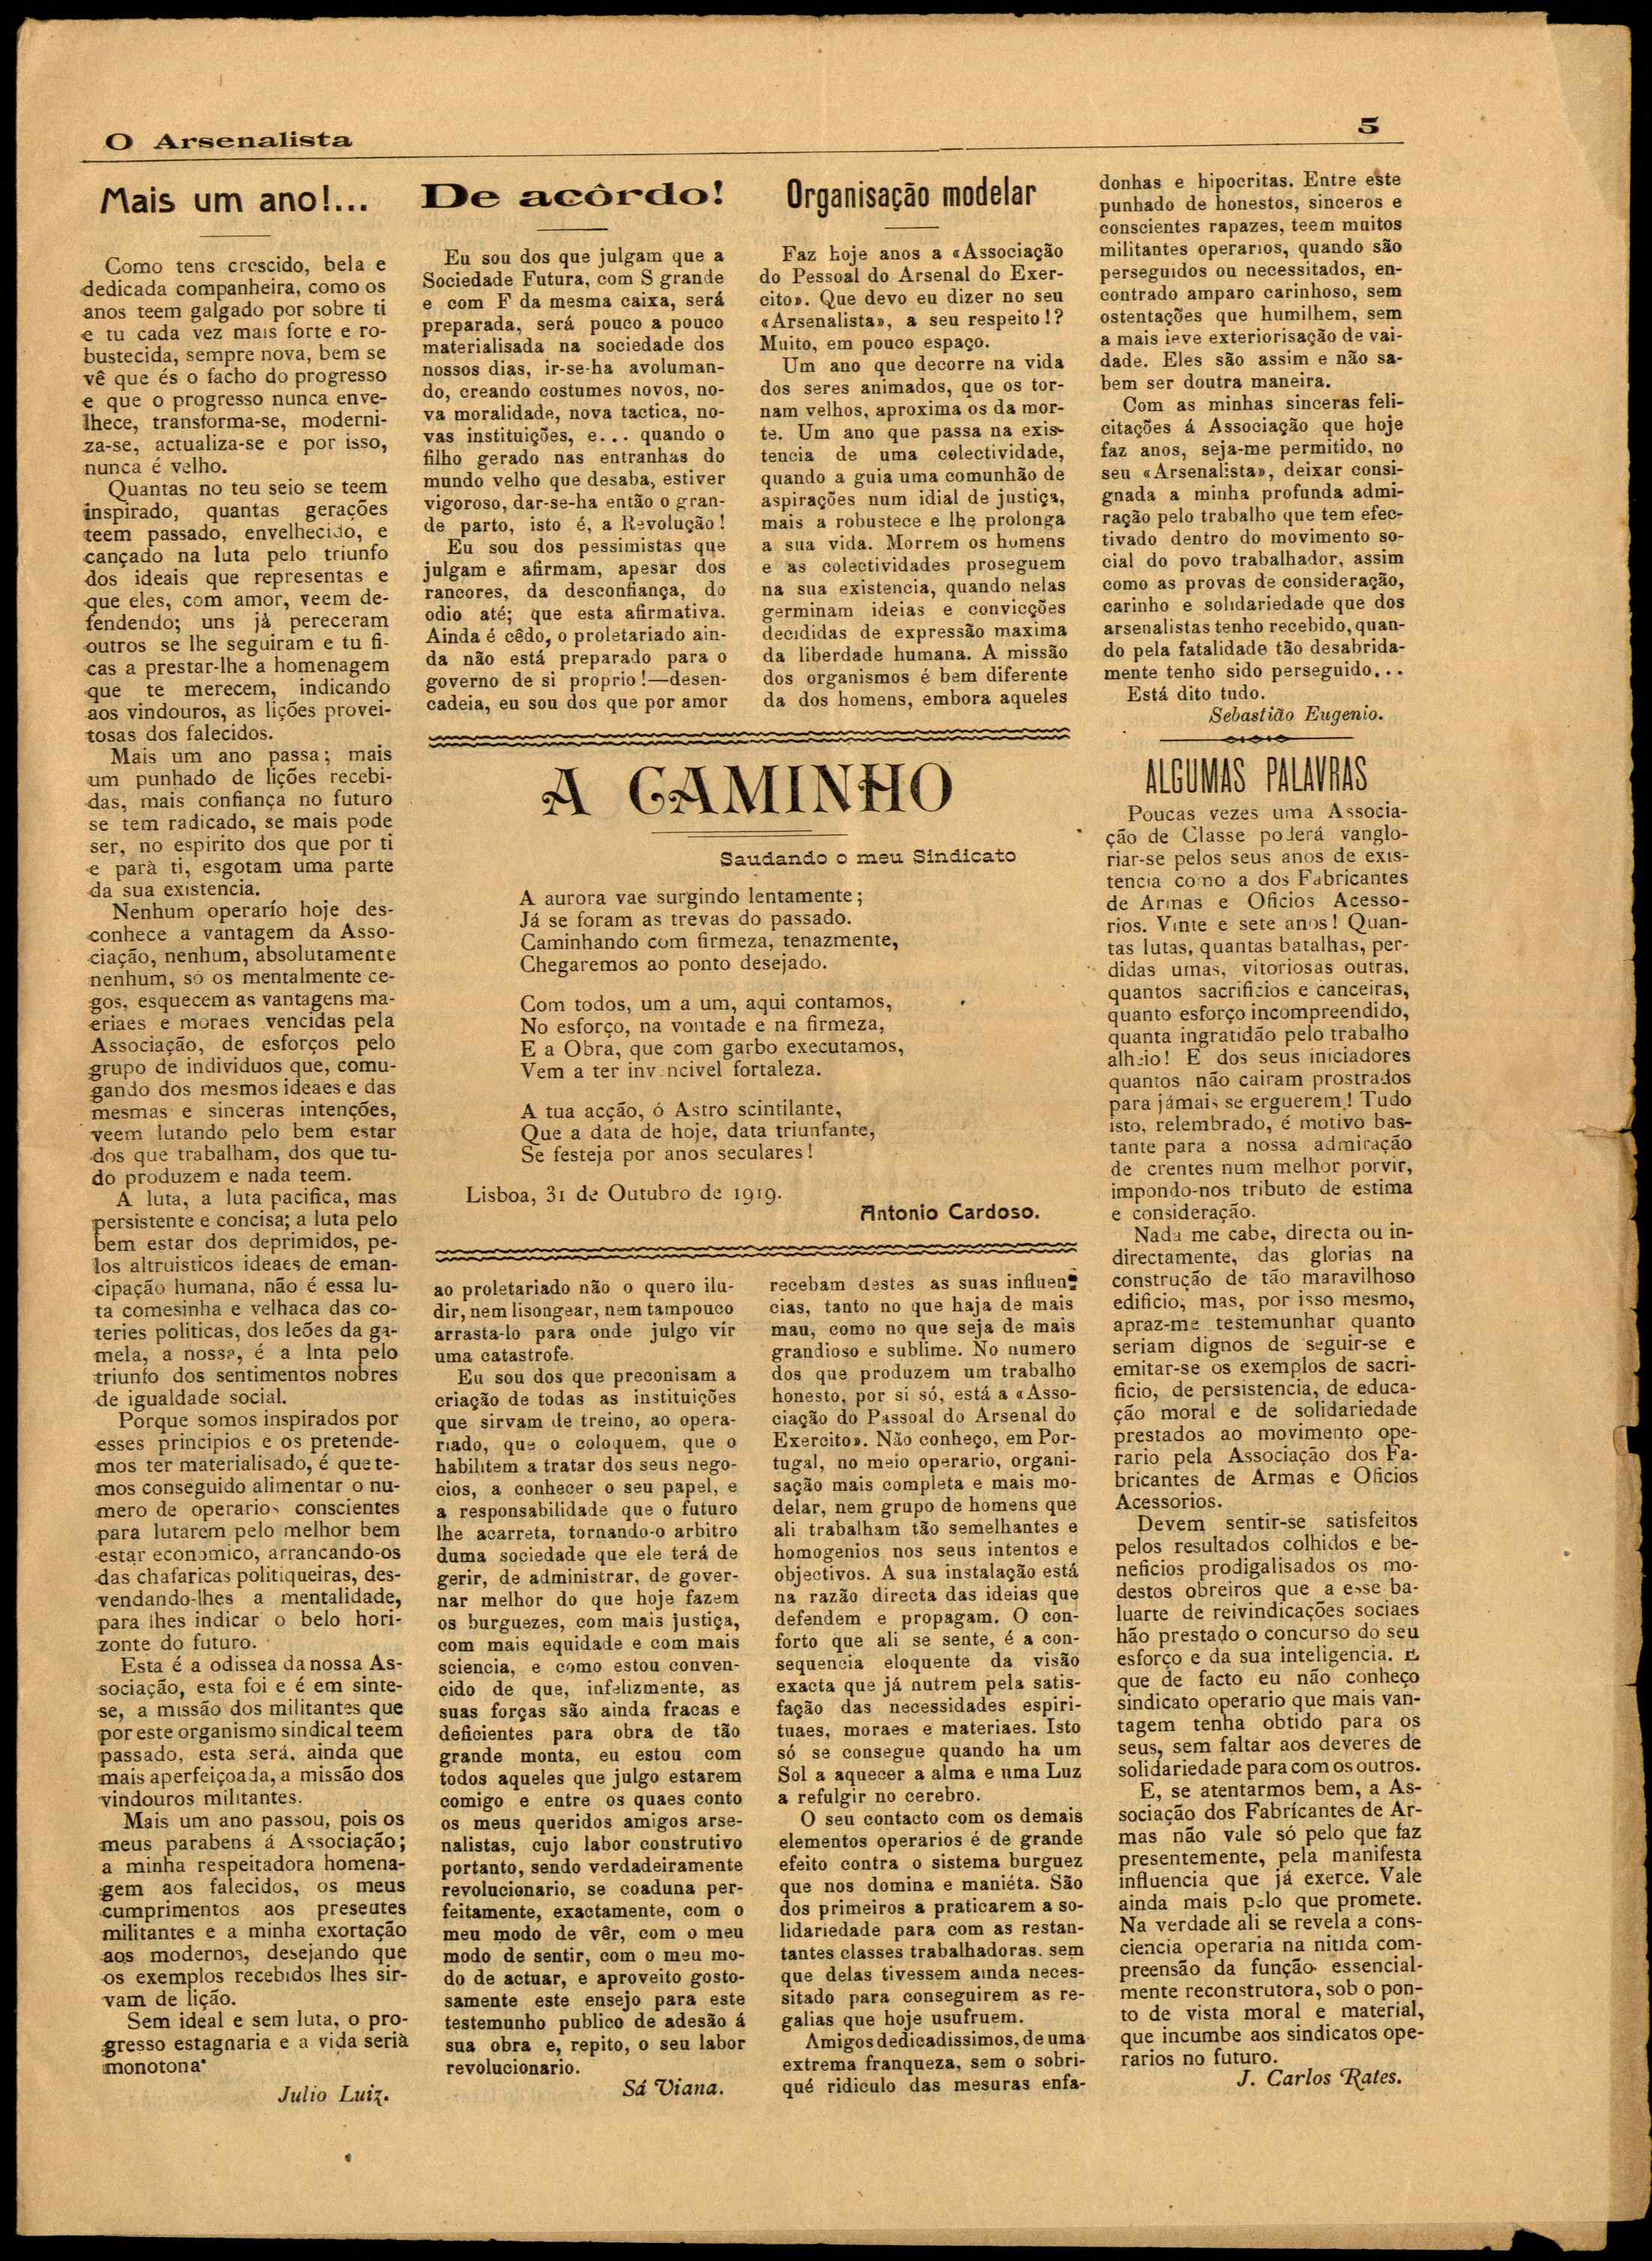 O Arsenalista
5
Mais um ano!...
Como tens crescido, bela e
dedicada companheira, como os
anos teem galgado por sobre ti
e tu cada vez mais forte e ro-
bustecida, sempre nova, bem se
vê que és o facho do progresso
e que o progresso nunca enve-
lhece, transforma-se, moderni-
za-se, actualiza-se e por isso,
nunca é velho.
Quantas no teu seio se teem
inspirado, quantas gerações
teem passado, envelhecido, e
cançado na luta pelo triunfo
dos ideais que representas e
que eles, com amor, veem de-
fendendo; uns já pereceram
outros se lhe seguiram e tu fi-
cas a prestar-lhe a homenagem
que te merecem, indicando
aos vindouros, as lições provei-
tosas dos falecidos.
Mais um ano passa; mais
um punhado de lições recebi-
das, mais confiança no futuro
se tem radicado, se mais pode
ser, no espirito dos que por ti
e parà ti, esgotam uma parte
da sua existencia.
Nenhum operarío hoje des-
conhece a vantagem da Asso-
ciação, nenhum, absolutamente
nenhum, só os mentalmente ce-
gos, esquecem as vantagens ma-
eriaes e moraes vencidas pela
Associação, de esforços pelo
grupo de individuos que, comu-
gando dos mesmos ideaes e das
mesmas e sinceras intenções,
veem lutando pelo bem estar
dos que trabalham, dos que tu-
do produzem e nada teem.
A luta, a luta pacifica, mas
persistente e concisa; a luta pelo
bem estar dos deprimidos, pe-
los altruisticos ideaes de eman-
cipação humana, não é essa lu-
ta comesinha e velhaca das co-
teries politicas, dos leões da ga-
mela, a nossa, é a lnta pelo
triunfo dos sentimentos nobres
de igualdade social.
Porque somos inspirados por
esses principios e os pretende-
mos ter materialisado, é que te-
mos conseguido alimentar o nu-
mero de operarios conscientes
para lutarem pelo melhor bem
estar economico, arrancando-os
das chafaricas politiqueiras, des-
vendando-lhes a mentalidade,
para lhes indicar o belo hori-
zonte do futuro.
Esta é a odissea da nossa As-
sociação, esta foi e é em sinte-
se, a missão dos militantes que
por este organismo sindical teem
passado, esta será, ainda que
mais aperfeiçoada, a missão dos
vindouros militantes.
Mais um ano passou, pois os
meus parabens á Associação;
a minha respeitadora homena-
gem aos falecidos, os meus
cumprimentos aos presentes
militantes e a minha exortação
aos modernos, desejando que
os exemplos recebidos lhes sir-
vam de lição.
Sem ideal e sem luta, o pro-
gresso estagnaria e a vida serià
monotona
Julio Luiz.
De acôrdo!
Eu sou dos que julgam que a
Sociedade Futura, com S grande
e com F da mesma caixa, será
preparada, será pouco a pouco
materialisada na sociedade dos
nossos dias, ir-se-ha avoluman-
do, creando costumes novos, no-
va moralidade, nova tactica, no-
vas instituições, e... quando o
filho gerado nas entranhas do
mundo velho que desaba, estiver
vigoroso, dar-se-ha então o gran-
de parto, isto é, a Revolução!
Eu sou dos pessimistas que
julgam e afirmam, apesar dos
rancores, da desconfiança, do
odio até; que esta afirmativa.
Ainda é cêdo, o proletariado ain-
da não está preparado para o
governo de si proprio!—desen-
cadeia, eu sou dos que por amor
ao proletariado não o quero ilu-
dir, nem lisongear, nem tampouco
arrasta-lo para onde julgo vir
uma catastrofe.
Eu sou dos que preconisam a
criação de todas as instituições
que sirvam de treino, ao opera-
riado, que o coloquem, que o
habilitem a tratar dos seus nego-
cios, a conhecer o seu papel, e
a responsabilidade que o futuro
lhe acarreta, tornando-o arbitro
duma sociedade que ele terá de
gerir, de administrar, de gover-
nar melhor do que hoje fazem
os burguezes, com mais justiça,
com mais equidade e com mais
sciencia, e como estou conven-
cido de que, infelizmente, as
suas forças são ainda fracas e
deficientes para obra de tão
grande monta, eu estou com
todos aqueles que julgo estarem
comigo e entre os quaes conto
os meus queridos amigos arse-
nalistas, cujo labor construtivo
portanto, sendo verdadeiramente
revolucionario, se coaduna per-
feitamente, exactamente, com o
meu modo de vêr, com o meu
modo de sentir, com o meu mo-
do de actuar, e aproveito gosto-
samente este ensejo para este
testemunho publico de adesão á
sua obra e, repito, o seu labor
revolucionario.
Sá Viana.
Organisação modelar
Faz hoje anos a «Associação
do Pessoal do Arsenal do Exer-
cito». Que devo eu dizer no seu
«Arsenalista», a seu respeito!?
Muito, em pouco espaço.
Um ano que decorre na vida
dos seres animados, que os tor-
nam velhos, aproxima os da mor-
te. Um ano que passa na exis-
tencia de uma colectividade,
quando a guia uma comunhão de
aspirações num idial de justiça,
mais a robustece e lhe prolonga
a sua vida. Morrem os homens
e as colectividades proseguem
na sua existencia, quando nelas
germinam ideias e convicções
decididas de expressão maxima
da liberdade humana. A missão
dos organismos é bem diferente
da dos homens, embora aqueles
recebam destes as suas influen-
cias, tanto no que haja de mais
mau, como no que seja de mais
grandioso e sublime. No numero
dos que produzem um trabalho
honesto, por si só, está a «Asso-
ciação do Passoal do Arsenal do
Exercito». Não conheço, em Por-
tugal, no meio operario, organi-
sação mais completa e mais mo-
delar, nem grupo de homens que
ali trabalham tão semelhantes e
homogenios nos seus intentos e
objectivos. A sua instalação está
na razão directa das ideias que
defendem e propagam. O con-
forto que ali se sente, é a con-
sequencia eloquente da visão
exacta que já nutrem pela satis-
fação das necessidades espiri-
tuaes, moraes e materiaes. Isto
só se consegue quando ha um
Sol a aquecer a alma e uma Luz
a refulgir no cerebro.
O seu contacto com os demais
elementos operarios é de grande
efeito contra o sistema burguez
que nos domina e maniéta. São
dos primeiros a praticarem a so-
lidariedade para com as restan-
tantes classes trabalhadoras. sem
que delas tivessem ainda neces-
sitado para conseguirem as re-
galias que hoje usufruem.
Amigos dedicadissimos, de uma
extrema franqueza, sem o sobri-
qué ridiculo das mesuras enfa-
donhas e hipocritas. Entre este
punhado de honestos, sinceros e
conscientes rapazes, teem muitos
militantes operarios, quando são
perseguidos ou necessitados, en-
contrado amparo carinhoso, sem
ostentações que humilhem, sem
a mais leve exteriorisação de vai-
dade. Eles são assim e não sa-
bem ser doutra maneira.
Com as minhas sinceras feli-
citações á Associação que hoje
faz anos, seja-me permitido, no
seu «Arsenalista», deixar consi-
gnada a minha profunda admi-
ração pelo trabalho que tem efec-
tivado dentro do movimento so-
cial do povo trabalhador, assim
como as provas de consideração,
carinho e solidariedade que dos
arsenalistas tenho recebido, quan-
do pela fatalidade tão desabrida-
mente tenho sido perseguido...
Está dito tudo.
Sebastião Eugenio.
A CAMINHO
Saudando o meu Sindicato
A aurora vae surgindo lentamente;
Já se foram as trevas do passado.
Caminhando com firmeza, tenazmente,
Chegaremos ao ponto desejado.
Com todos, um a um, aqui contamos,
No esforço, na vontade e na firmeza,
E a Obra, que com garbo executamos,
Vem a ter invencivel fortaleza.
A tua acção, ó Astro scintilante,
Que a data de hoje, data triunfante,
Se festeja por anos seculares!
Lisboa, 31 de Outubro de 1919.
Antonio Cardoso.
ALGUMAS PALAVRAS
Poucas vezes uma Associa-
ção de Classe poderá vanglo-
riar-se pelos seus anos de exis-
tencia como a dos Fabricantes
de Armas e Oficios Acesso-
rios. Vinte e sete anos! Quan-
tas lutas, quantas batalhas, per-
didas umas, vitoriosas outras,
quantos sacrificios e canceiras,
quanto esforço incompreendido,
quanta ingratidão pelo trabalho
alheio! E dos seus iniciadores
quantos não cairam prostrados
para jámais se erguerem! Tudo
isto, relembrado, é motivo bas-
tante para a nossa admiração
de crentes num melhor porvir,
impondo-nos tributo de estima
e consideração.
Nada me cabe, directa ou in-
directamente, das glorias na
construção de tão maravilhoso
edificio, mas, por isso mesmo,
apraz-me testemunhar quanto
seriam dignos de seguir-se e
emitar-se os exemplos de sacri-
ficio, de persistencia, de educa-
ção moral e de solidariedade
prestados ao movimento ope-
rario pela Associação dos Fa-
bricantes de Armas e Oficios
Acessorios.
Devem sentir-se satisfeitos
pelos resultados colhidos e be-
neficios prodigalisados os mo-
destos obreiros que a esse ba-
luarte de reivindicações sociaes
hão prestado o concurso do seu
esforço e da sua inteligencia. E
que de facto eu não conheço
sindicato operario que mais van-
tagem tenha obtido para os
seus, sem faltar aos deveres de
solidariedade para com os outros.
E, se atentarmos bem, a As-
sociação dos Fabricantes de Ar-
mas não vale só pelo que faz
presentemente, pela manifesta
influencia que já exerce. Vale
ainda mais pelo que promete.
Na verdade ali se revela a cons-
ciencia operaria na nitida com-
preensão da função essencial-
mente reconstrutora, sob o pon-
to de vista moral e material,
que incumbe aos sindicatos ope-
rarios no futuro.
J. Carlos Rates.